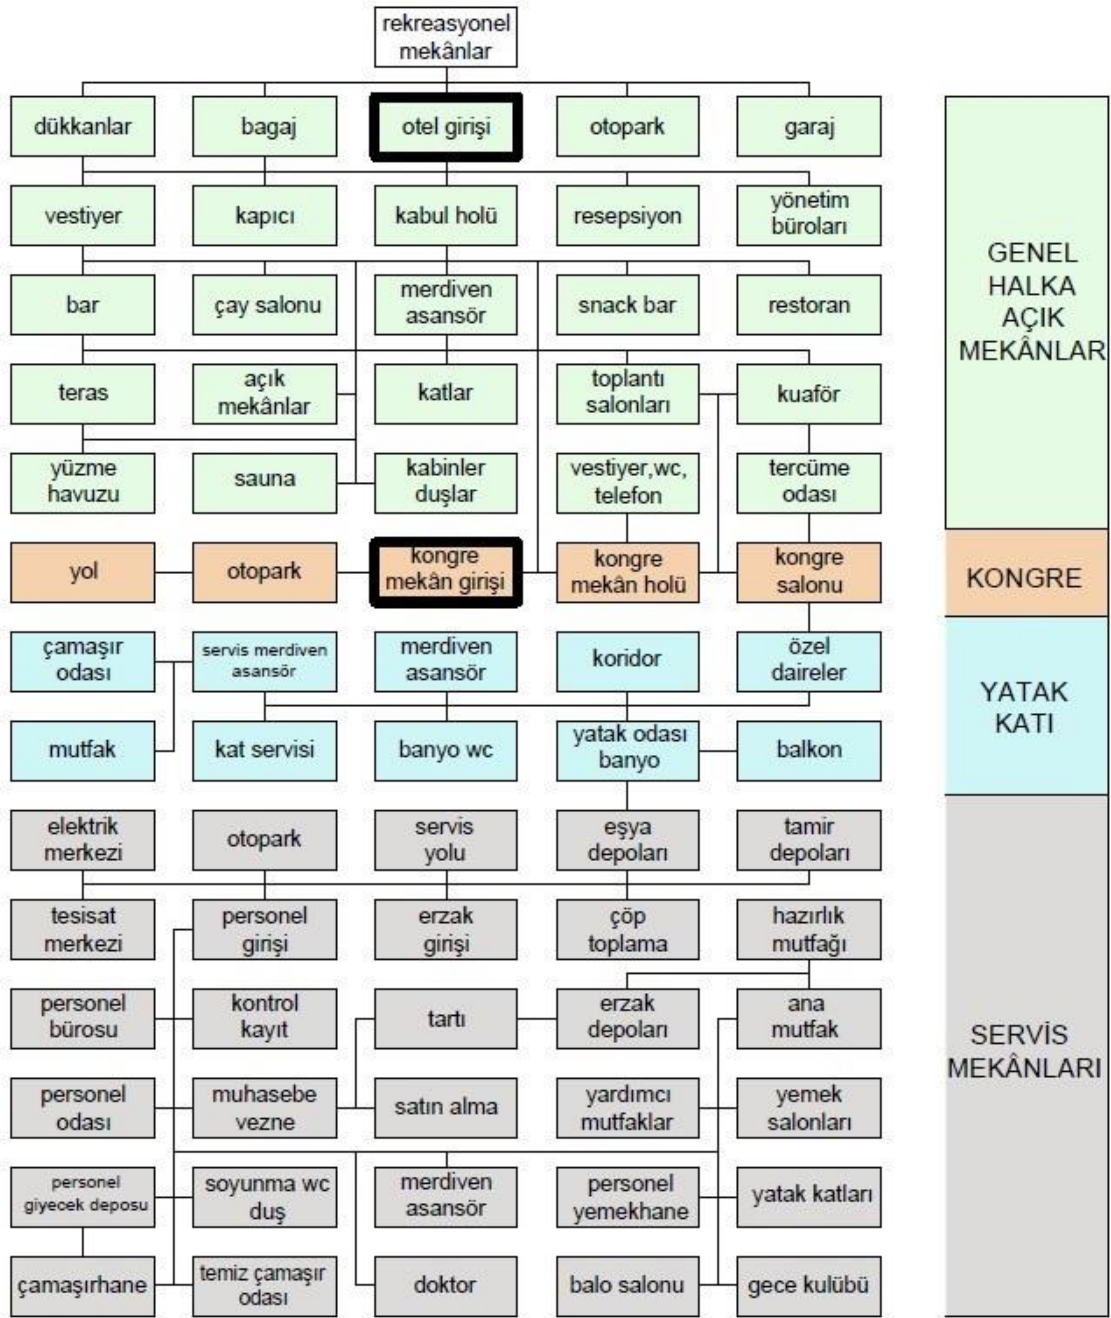 rekreasyonel
mekânlar
dükkanlar
bagaj
otel girişi
otopark
garaj
vestiyer
kapıcı
kabul holü
resepsiyon
yönetim
büroları
bar
çay salonu
merdiven
asansör
snack bar
restoran
teras
açık
mekânlar
katlar
toplantı
salonları
kuaför
yüzme
havuzu
sauna
kabinler
duşlar
vestiyer,wc,
telefon
tercüme
odası
GENEL
HALKA
AÇIK
MEKÂNLAR
yol
otopark
kongre
mekân girişi
kongre
mekân holü
kongre
salonu
KONGRE
çamaşır
odası
servis merdiven
asansör
merdiven
asansör
koridor
özel
daireler
mutfak
kat servisi
banyo wc
yatak odası
banyo
balkon
YATAK
KATI
elektrik
merkezi
otopark
servis
yolu
eşya
depoları
tamir
depoları
tesisat
merkezi
personel
girişi
erzak
girişi
çöp
toplama
hazırlık
mutfağı
personel
bürosu
kontrol
kayıt
tartı
erzak
depoları
ana
mutfak
personel
odası
muhasebe
vezne
satın alma
yardımcı
mutfaklar
yemek
salonları
personel
giyecek deposu
soyunma wc
duş
merdiven
asansör
personel
yemekhane
yatak katları
çamaşırhane
temiz çamaşır
odası
doktor
balo salonu
gece kulübü
SERVİS
MEKÂNLARI